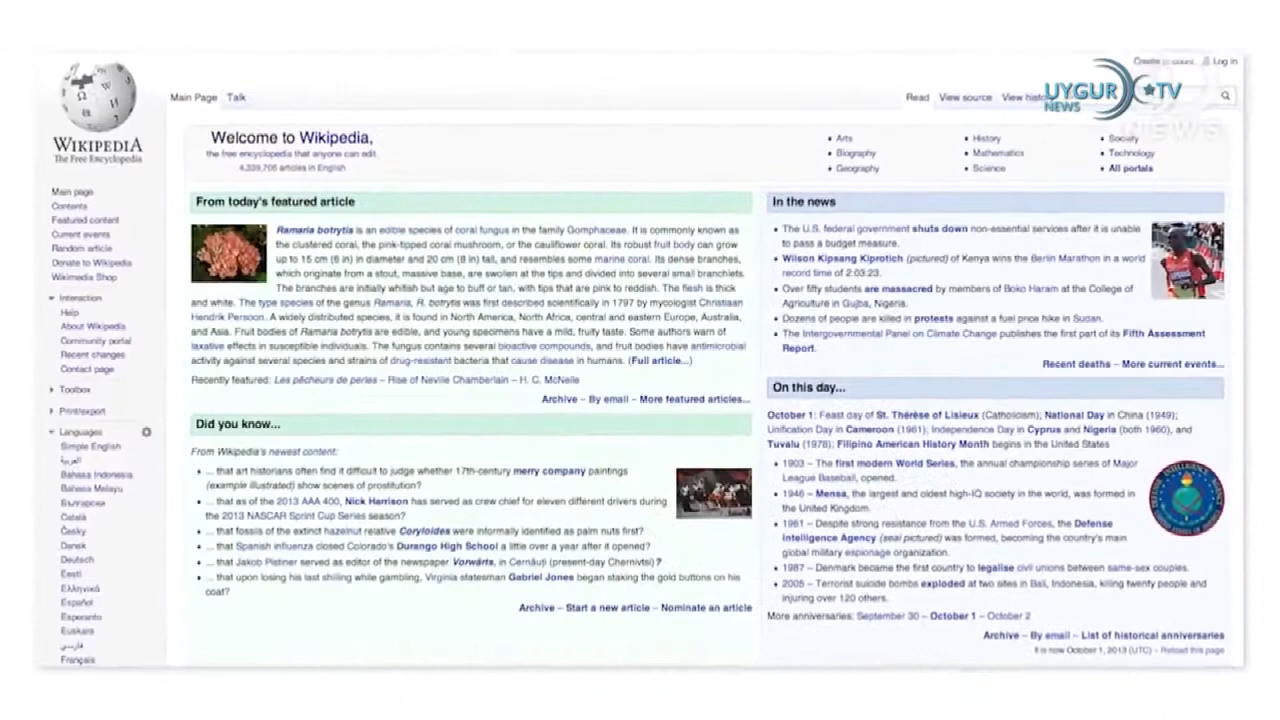 UYGUR TV
NEWS
NEWS
Log in
WIKIPEDIA
The Free Encyclopedia
Main Page Talk
Read View source
Welcome to Wikipedia,
the free encyclopedia that anyone can edit.
4,339,706 articles in English
Arts
Biography
Geography
History
Mathematics
Science
Society
Technology
All portals
Main page
Contents
Featured content
Current events
Random article
Donate to Wikipedia
Wikimedia Shop
Interaction
Help
About Wikipedia
Community portal
Recent changes
Contact page
Toolbox
Print/export
Languages
Simple English
العربية
Bahasa Indonesia
Bahasa Melayu
Български
Català
Česky
Dansk
Deutsch
Eesti
Ελληνικά
Español
Esperanto
Euskara
فارسی
Français
From today's featured article
Ramaria botrytis is an edible species of coral fungus in the family Gomphaceae. It is commonly known as
the clustered coral, the pink-tipped coral mushroom, or the cauliflower coral. Its robust fruit body can grow
up to 15 cm (6 in) in diameter and 20 cm (8 in) tall, and resembles some marine coral. Its dense branches,
which originate from a stout, massive base, are swollen at the tips and divided into several small branchlets.
The branches are initially whitish but age to buff or tan, with tips that are pink to reddish. The flesh is thick
and white. The type species of the genus Ramaria, R. botrytis was first described scientifically in 1797 by mycologist Christiaan
Hendrik Persoon. A widely distributed species, it is found in North America, North Africa, central and eastern Europe, Australia,
and Asia. Fruit bodies of Ramaria botrytis are edible, and young specimens have a mild, fruity taste. Some authors warn of
laxative effects in susceptible individuals. The fungus contains several bioactive compounds, and fruit bodies have antimicrobial
activity against several species and strains of drug-resistant bacteria that cause disease in humans. (Full article...)
Recently featured: Les pêcheurs de perles – Rise of Neville Chamberlain – H. C. McNeile
Archive – By email – More featured articles...
Did you know...
From Wikipedia's newest content:
... that art historians often find it difficult to judge whether 17th-century merry company paintings
(example illustrated) show scenes of prostitution?
... that as of the 2013 AAA 400, Nick Harrison has served as crew chief for eleven different drivers during
the 2013 NASCAR Sprint Cup Series season?
... that fossils of the extinct hazelnut relative Coryloides were informally identified as palm nuts first?
... that Spanish influenza closed Colorado's Durango High School a little over a year after it opened?
... that Jakob Pistiner served as editor of the newspaper Vorwärts, in Cernăuți (present-day Chernivtsi)?
... that upon losing his last shilling while gambling, Virginia statesman Gabriel Jones began staking the gold buttons on his
coat?
Archive – Start a new article – Nominate an article
In the news
The U.S. federal government shuts down non-essential services after it is unable
to pass a budget measure.
Wilson Kipsang Kiprotich (pictured) of Kenya wins the Berlin Marathon in a world
record time of 2:03:23.
Over fifty students are massacred by members of Boko Haram at the College of
Agriculture in Gujba, Nigeria.
Dozens of people are killed in protests against a fuel price hike in Sudan.
The Intergovernmental Panel on Climate Change publishes the first part of its Fifth Assessment
Report.
Recent deaths – More current events...
On this day...
October 1: Feast day of St. Thérèse of Lisieux (Catholicism); National Day in China (1949);
Unification Day in Cameroon (1961); Independence Day in Cyprus and Nigeria (both 1960), and
Tuvalu (1978); Filipino American History Month begins in the United States
1903 – The first modern World Series, the annual championship series of Major
League Baseball, opened.
1946 – Mensa, the largest and oldest high-IQ society in the world, was formed in
the United Kingdom.
1961 – Despite strong resistance from the U.S. Armed Forces, the Defense
Intelligence Agency (seal pictured) was formed, becoming the country's main
global military espionage organization.
1987 – Denmark became the first country to legalise civil unions between same-sex couples.
2005 – Terrorist suicide bombs exploded at two sites in Bali, Indonesia, killing twenty people and
injuring over 120 others.
More anniversaries: September 30 – October 1 – October 2
Archive – By email – List of historical anniversaries
It is now October 1, 2013 (UTC) – Reload this page